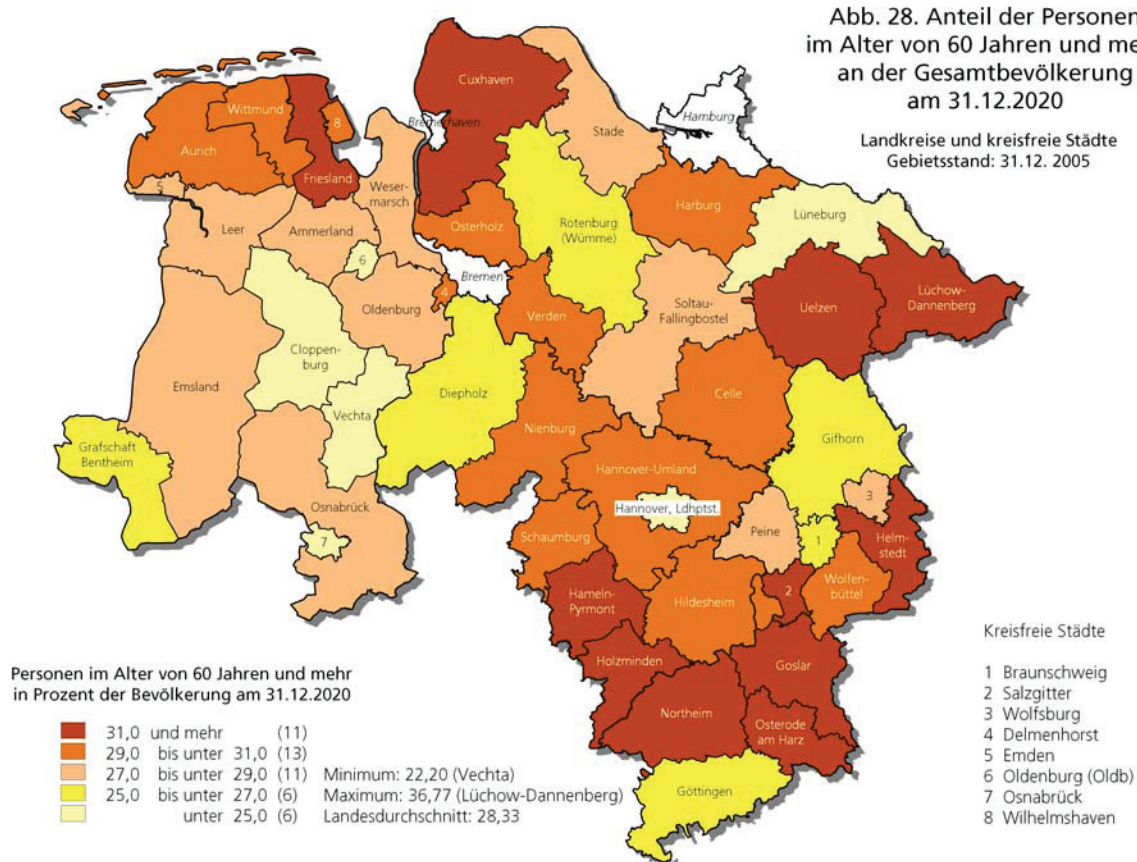 Abb. 28. Anteil der Personen
im Alter von 60 Jahren und me
an der Gesamtbevölkerung
am 31.12.2020
Landkreise und kreisfreie Städte
Gebietsstand: 31.12. 2005
Cuxhaven
Wittmund
8
Bremerhaven
Hamburg
Stade
Aurich
Friesland
Weser-
marsch
5
Harburg
Lüneburg
Leer
Ammerland
Osterholz
Rotenburg
(Wümme)
6
Bremen
4
Oldenburg
Verden
Soltau-
Fallingbostel
Uelzen
Lüchow-
Dannenberg
Cloppen-
burg
Emsland
Diepholz
Celle
Vechta
Nienburg
Gifhorn
Grafschaft
Bentheim
Hannover-Umland
3
Osnabrück
Hannover, Ldhptst.
Peine
7
Schaumburg
1
Helm-
stedt
Hameln-
Pyrmont
Hildesheim
2
Wolfen-
büttel
Holzminden
Goslar
Northeim
Osterode
am Harz
Göttingen
Personen im Alter von 60 Jahren und mehr
in Prozent der Bevölkerung am 31.12.2020
31,0 und mehr (11)
29,0 bis unter 31,0 (13)
27,0 bis unter 29,0 (11) Minimum: 22,20 (Vechta)
25,0 bis unter 27,0 (6) Maximum: 36,77 (Lüchow-Dannenberg)
unter 25,0 (6) Landesdurchschnitt: 28,33
Kreisfreie Städte
1 Braunschweig
2 Salzgitter
3 Wolfsburg
4 Delmenhorst
5 Emden
6 Oldenburg (Oldb)
7 Osnabrück
8 Wilhelmshaven